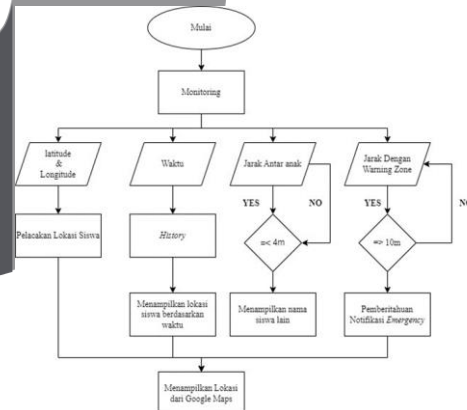 Mulai
Monitoring
latitude
&
Longitude
Waktu
Jarak Antar anak
Jarak Dengan
Warning Zone
YES
NO
YES
NO
Pelacakan Lokasi Siswa
History
=< 4m
=> 10m
Menampilkan lokasi
siswa berdasarkan
waktu
Menampilkan nama
siswa lain
Pemberitahuan
Notifikasi Emergency
Menampilkan Lokasi
dari Google Maps